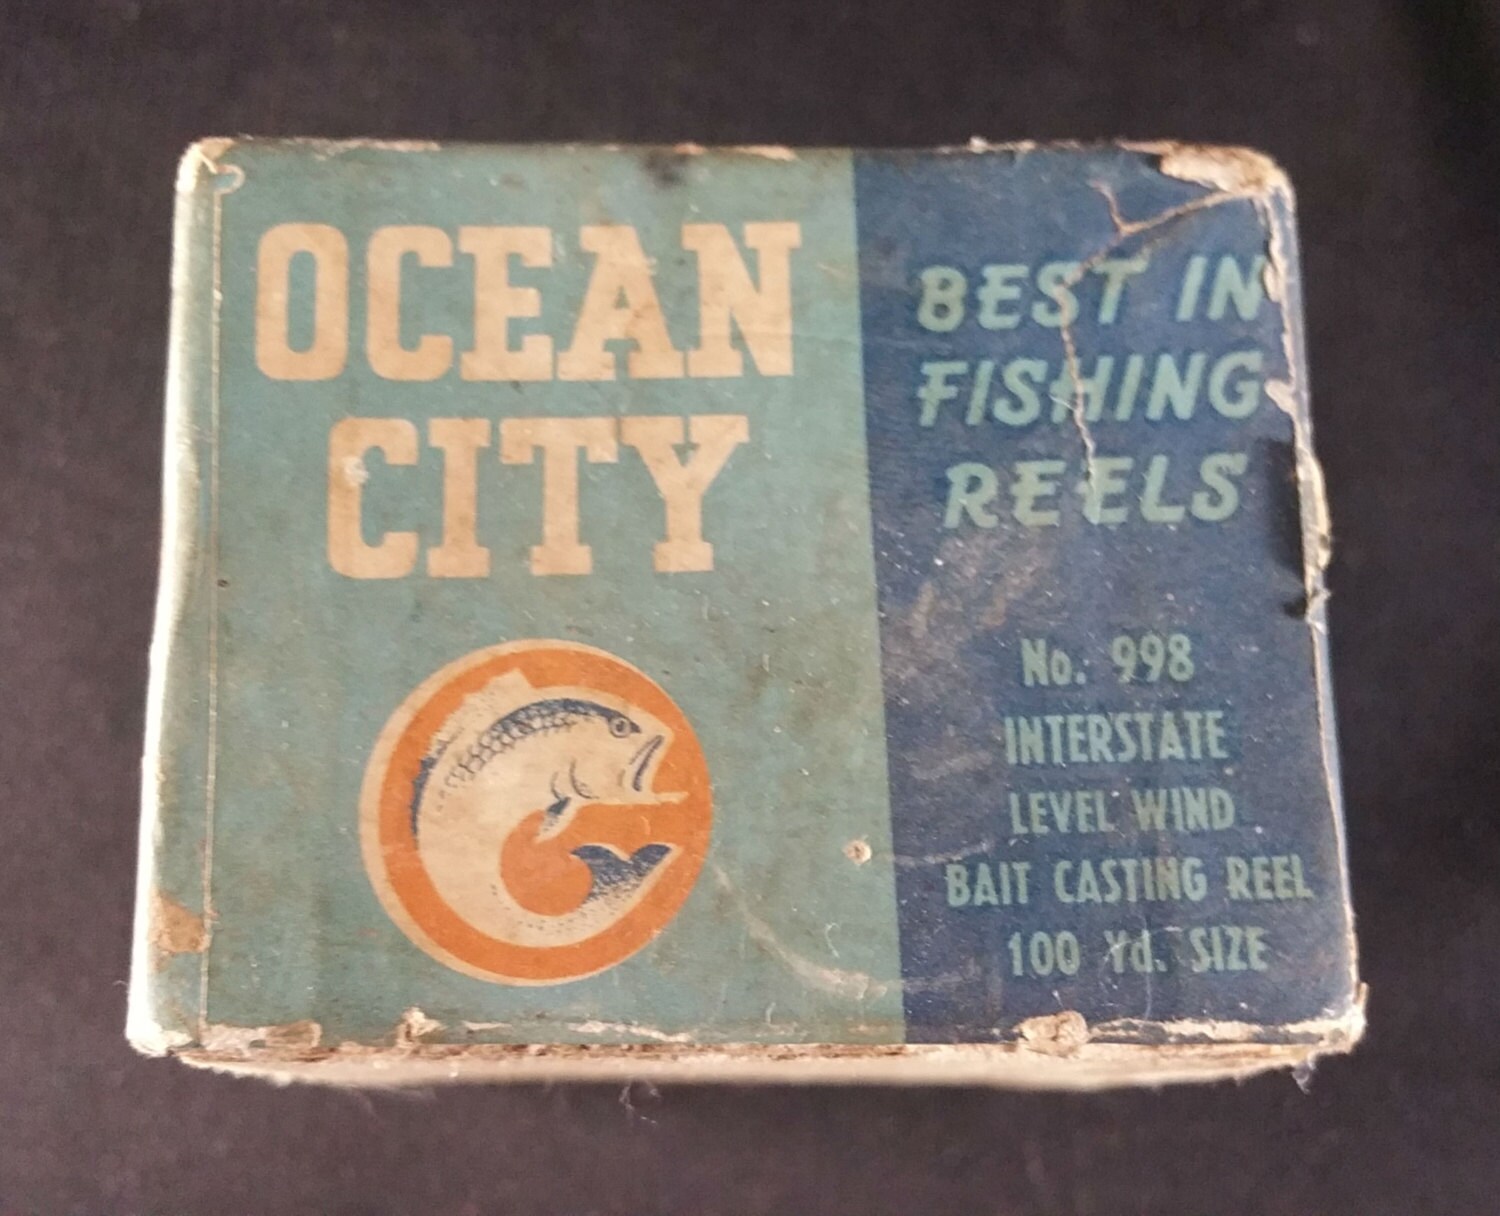 OCEAN
CITY
BEST IN
FISHING
REELS
No. 998
INTERSTATE
LEVEL WIND
BAIT CASTING REEL
100 Yd. SIZE